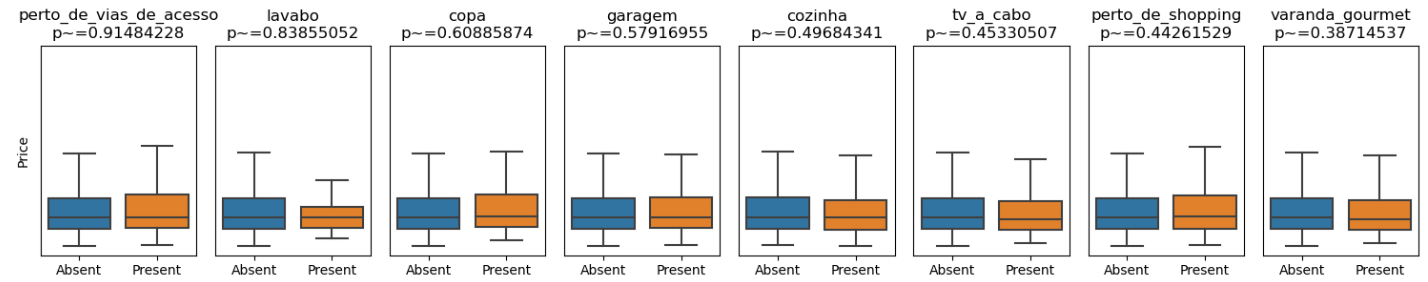 perto_de_vias_de_acesso
p~=0.91484228
lavabo
p~=0.83855052
copa
p~=0.60885874
garagem
p~=0.57916955
cozinha
p~=0.49684341
tv_a_cabo
p~=0.45330507
perto_de_shopping
p~=0.44261529
varanda_gourmet
p~=0.38714537
Price
Absent Present
Absent Present
Absent Present
Absent Present
Absent Present
Absent Present
Absent Present
Absent Present